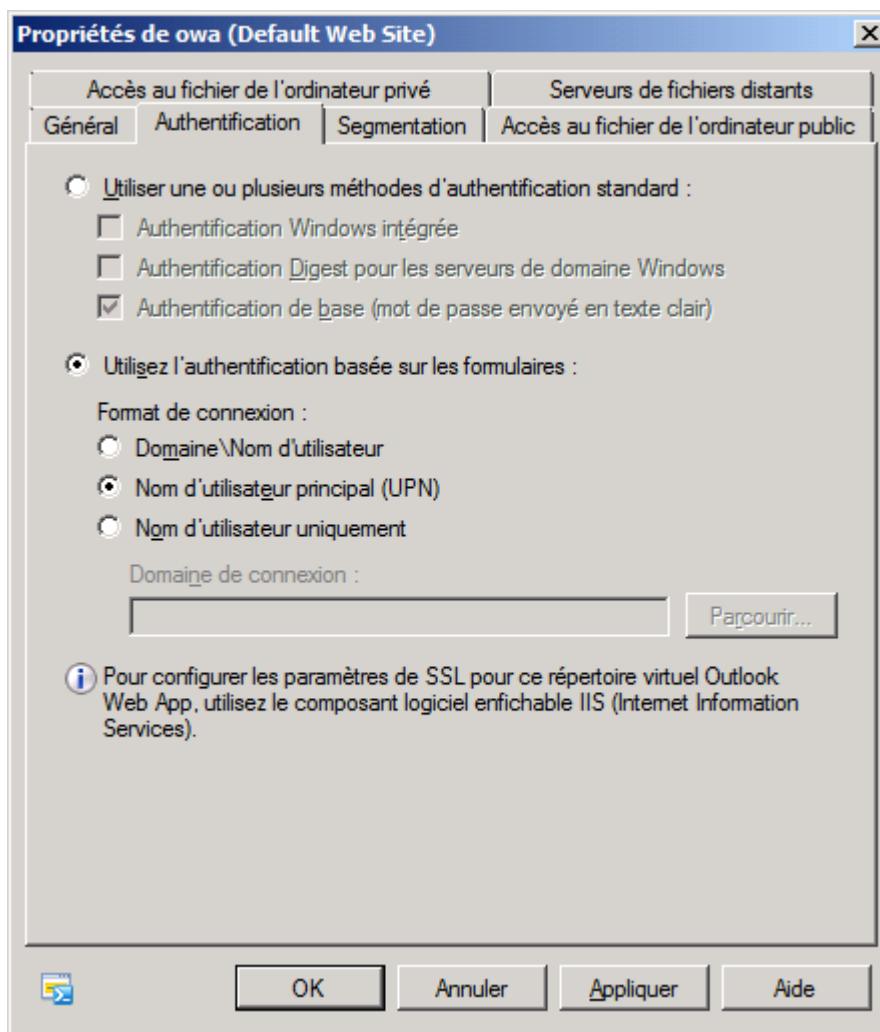 Propriétés de owa (Default Web Site)
Accès au fichier de l'ordinateur privé
Serveurs de fichiers distants
Général
Authentification
Segmentation
Accès au fichier de l'ordinateur public
Utiliser une ou plusieurs méthodes d'authentification standard :
Authentification Windows intégrée
Authentification Digest pour les serveurs de domaine Windows
Authentification de base (mot de passe envoyé en texte clair)
Utilisez l'authentification basée sur les formulaires :
Format de connexion :
Domaine\Nom d'utilisateur
Nom d'utilisateur principal (UPN)
Nom d'utilisateur uniquement
Domaine de connexion :
Parcourir...
Pour configurer les paramètres de SSL pour ce répertoire virtuel Outlook
Web App, utilisez le composant logiciel enfichable IIS (Internet Information
Services).
OK
Annuler
Appliquer
Aide